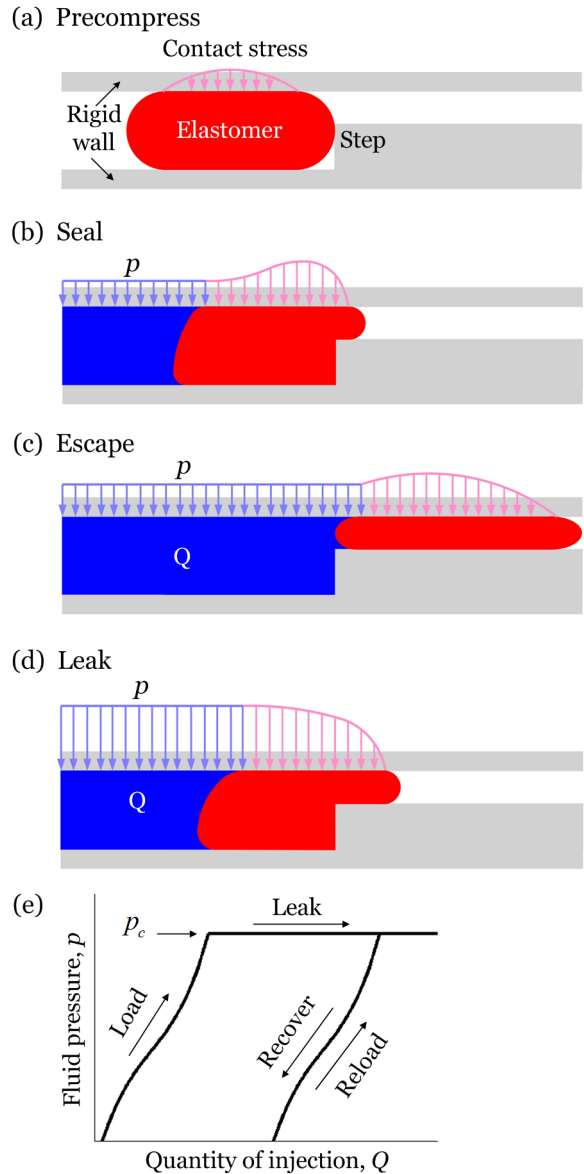 (a) Precompress
Contact stress
Rigid
wall
Elastomer
Step
(b) Seal
p
(c) Escape
p
Q
(d) Leak
p
Q
(e)
Leak
p_c
Load
Recover
Reload
Fluid pressure, p
Quantity of injection, Q